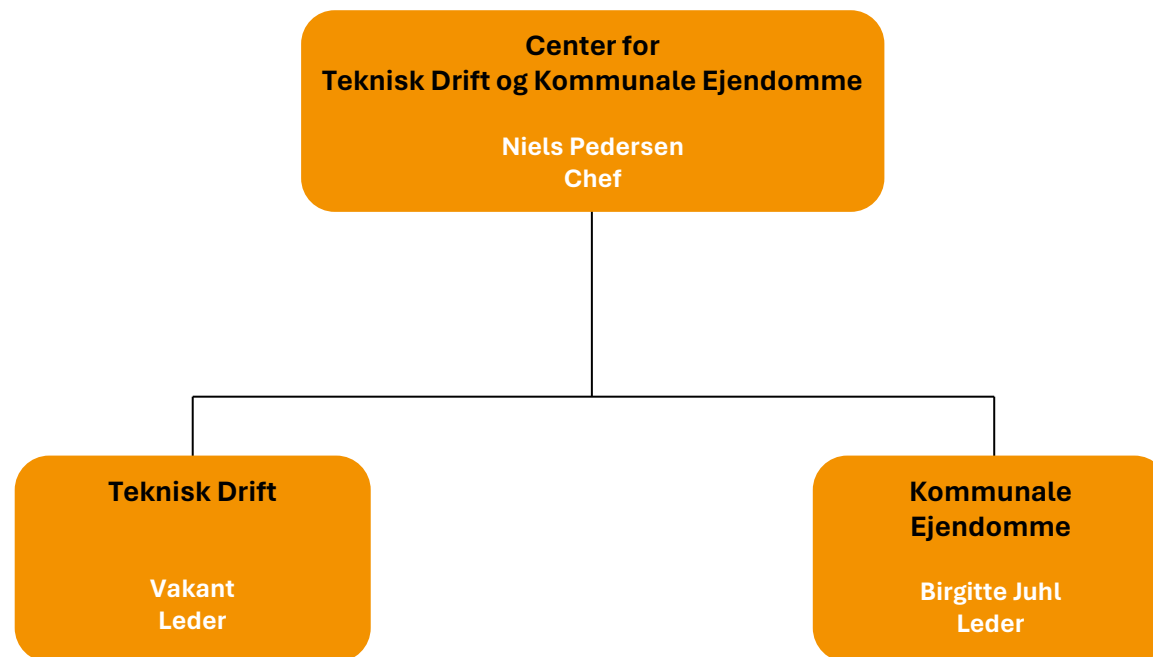 Center for
Teknisk Drift og Kommunale Ejendomme
Niels Pedersen
Chef
Teknisk Drift
Vakant
Leder
Kommunale
Ejendomme
Birgitte Juhl
Leder